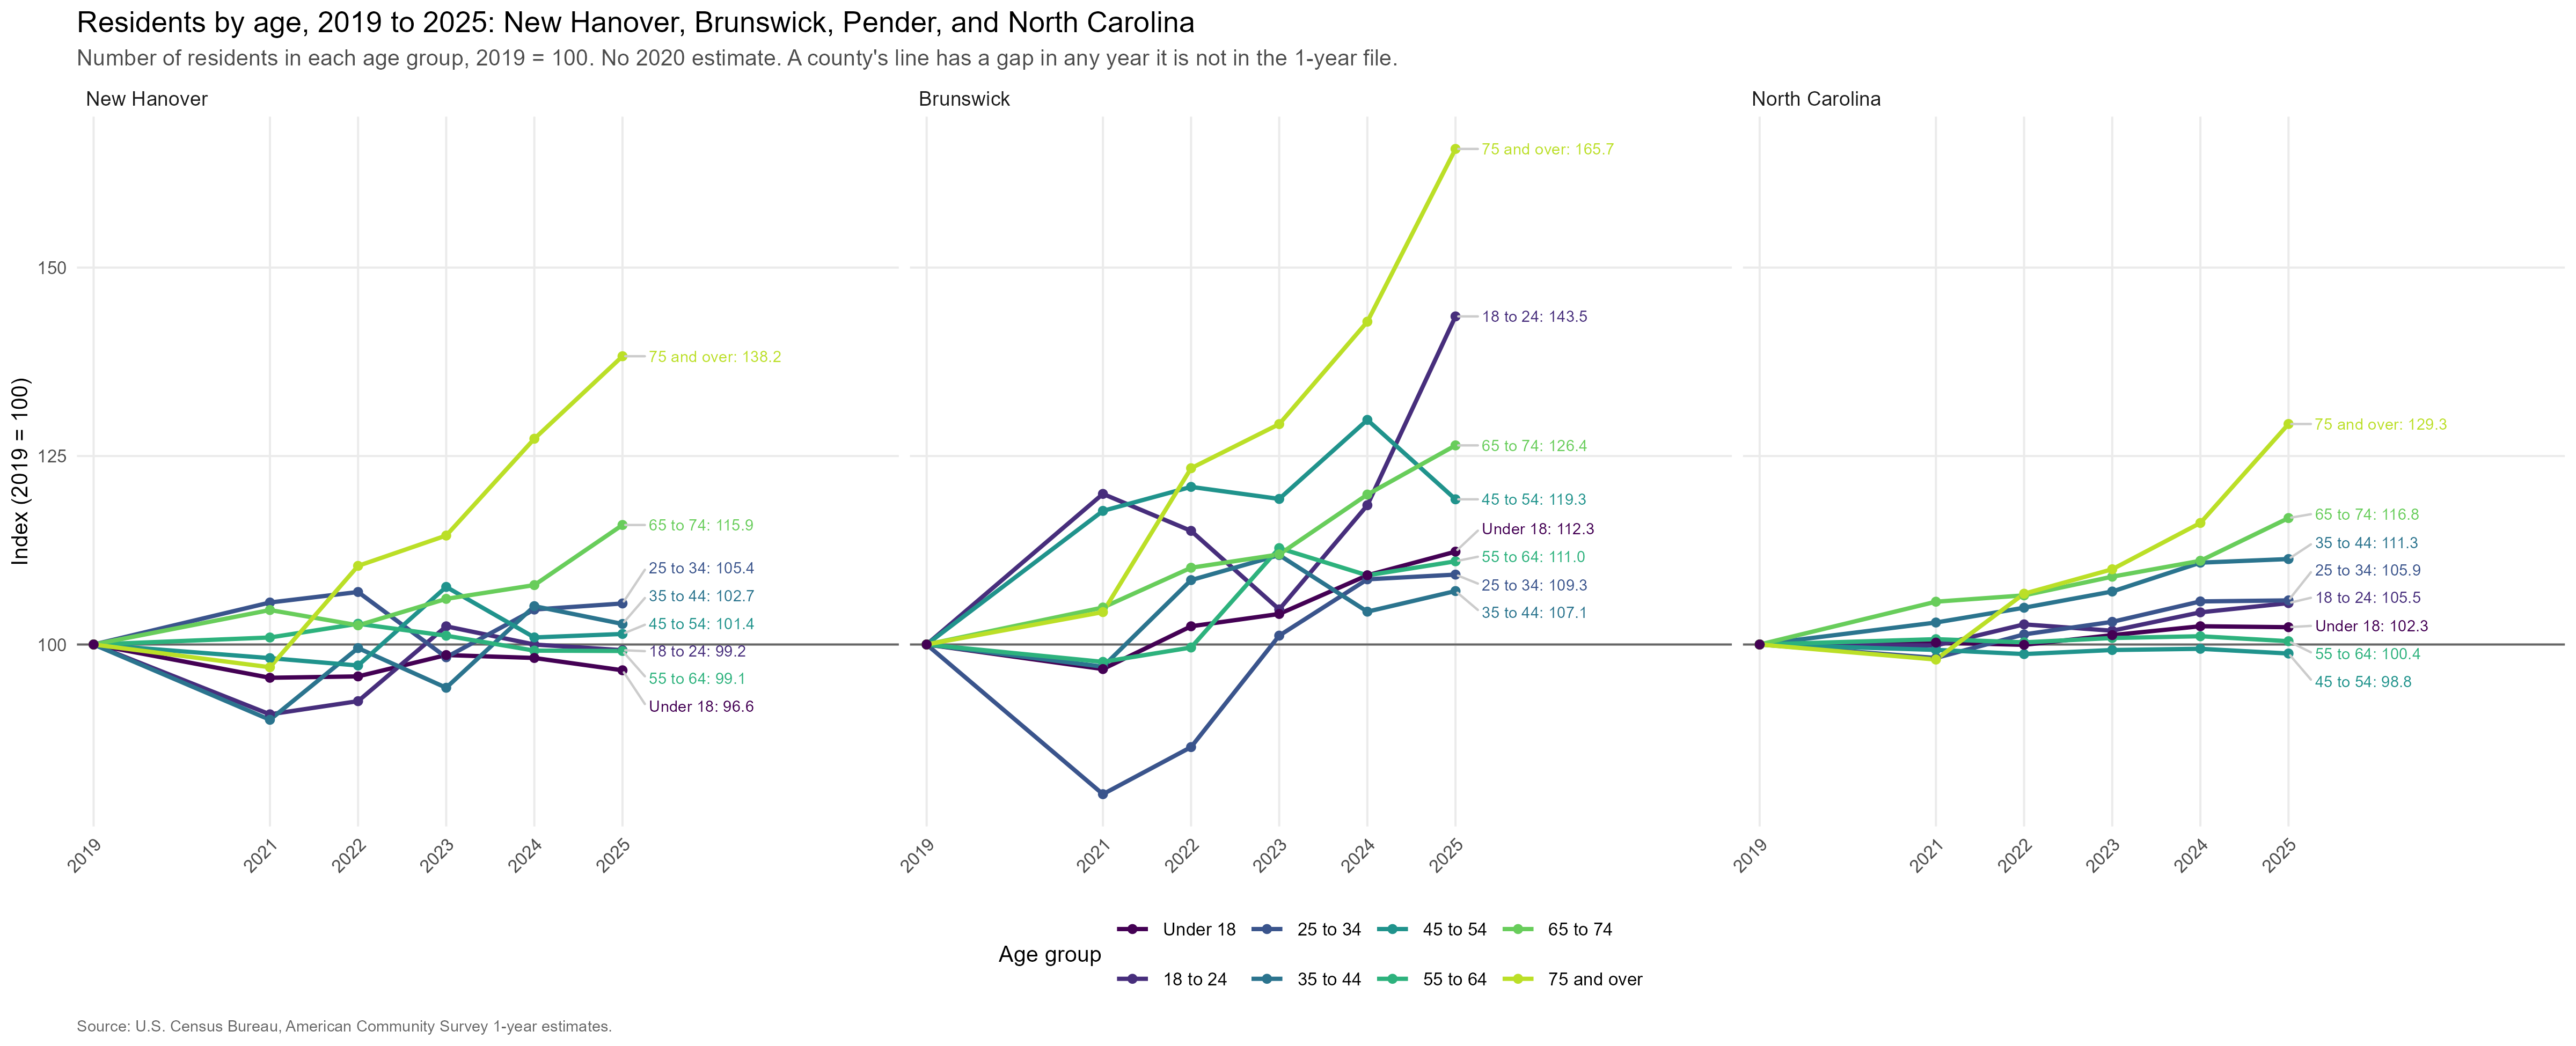 Residents by age, 2019 to 2025: New Hanover, Brunswick, Pender, and North Carolina
Number of residents in each age group, 2019 = 100. No 2020 estimate. A county's line has a gap in any year it is not in the 1-year file.
New Hanover
Brunswick
North Carolina
Index (2019 = 100)
150
125
100
75 and over: 138.2
65 to 74: 115.9
25 to 34: 105.4
35 to 44: 102.7
45 to 54: 101.4
18 to 24: 99.2
55 to 64: 99.1
Under 18: 96.6
75 and over: 165.7
18 to 24: 143.5
65 to 74: 126.4
45 to 54: 119.3
Under 18: 112.3
55 to 64: 111.0
25 to 34: 109.3
35 to 44: 107.1
75 and over: 129.3
65 to 74: 116.8
35 to 44: 111.3
25 to 34: 105.9
18 to 24: 105.5
Under 18: 102.3
55 to 64: 100.4
45 to 54: 98.8
2019 2021 2022 2023 2024 2025
2019 2021 2022 2023 2024 2025
2019 2021 2022 2023 2024 2025
Age group
Under 18 25 to 34 45 to 54 65 to 74
18 to 24 35 to 44 55 to 64 75 and over
Source: U.S. Census Bureau, American Community Survey 1-year estimates.